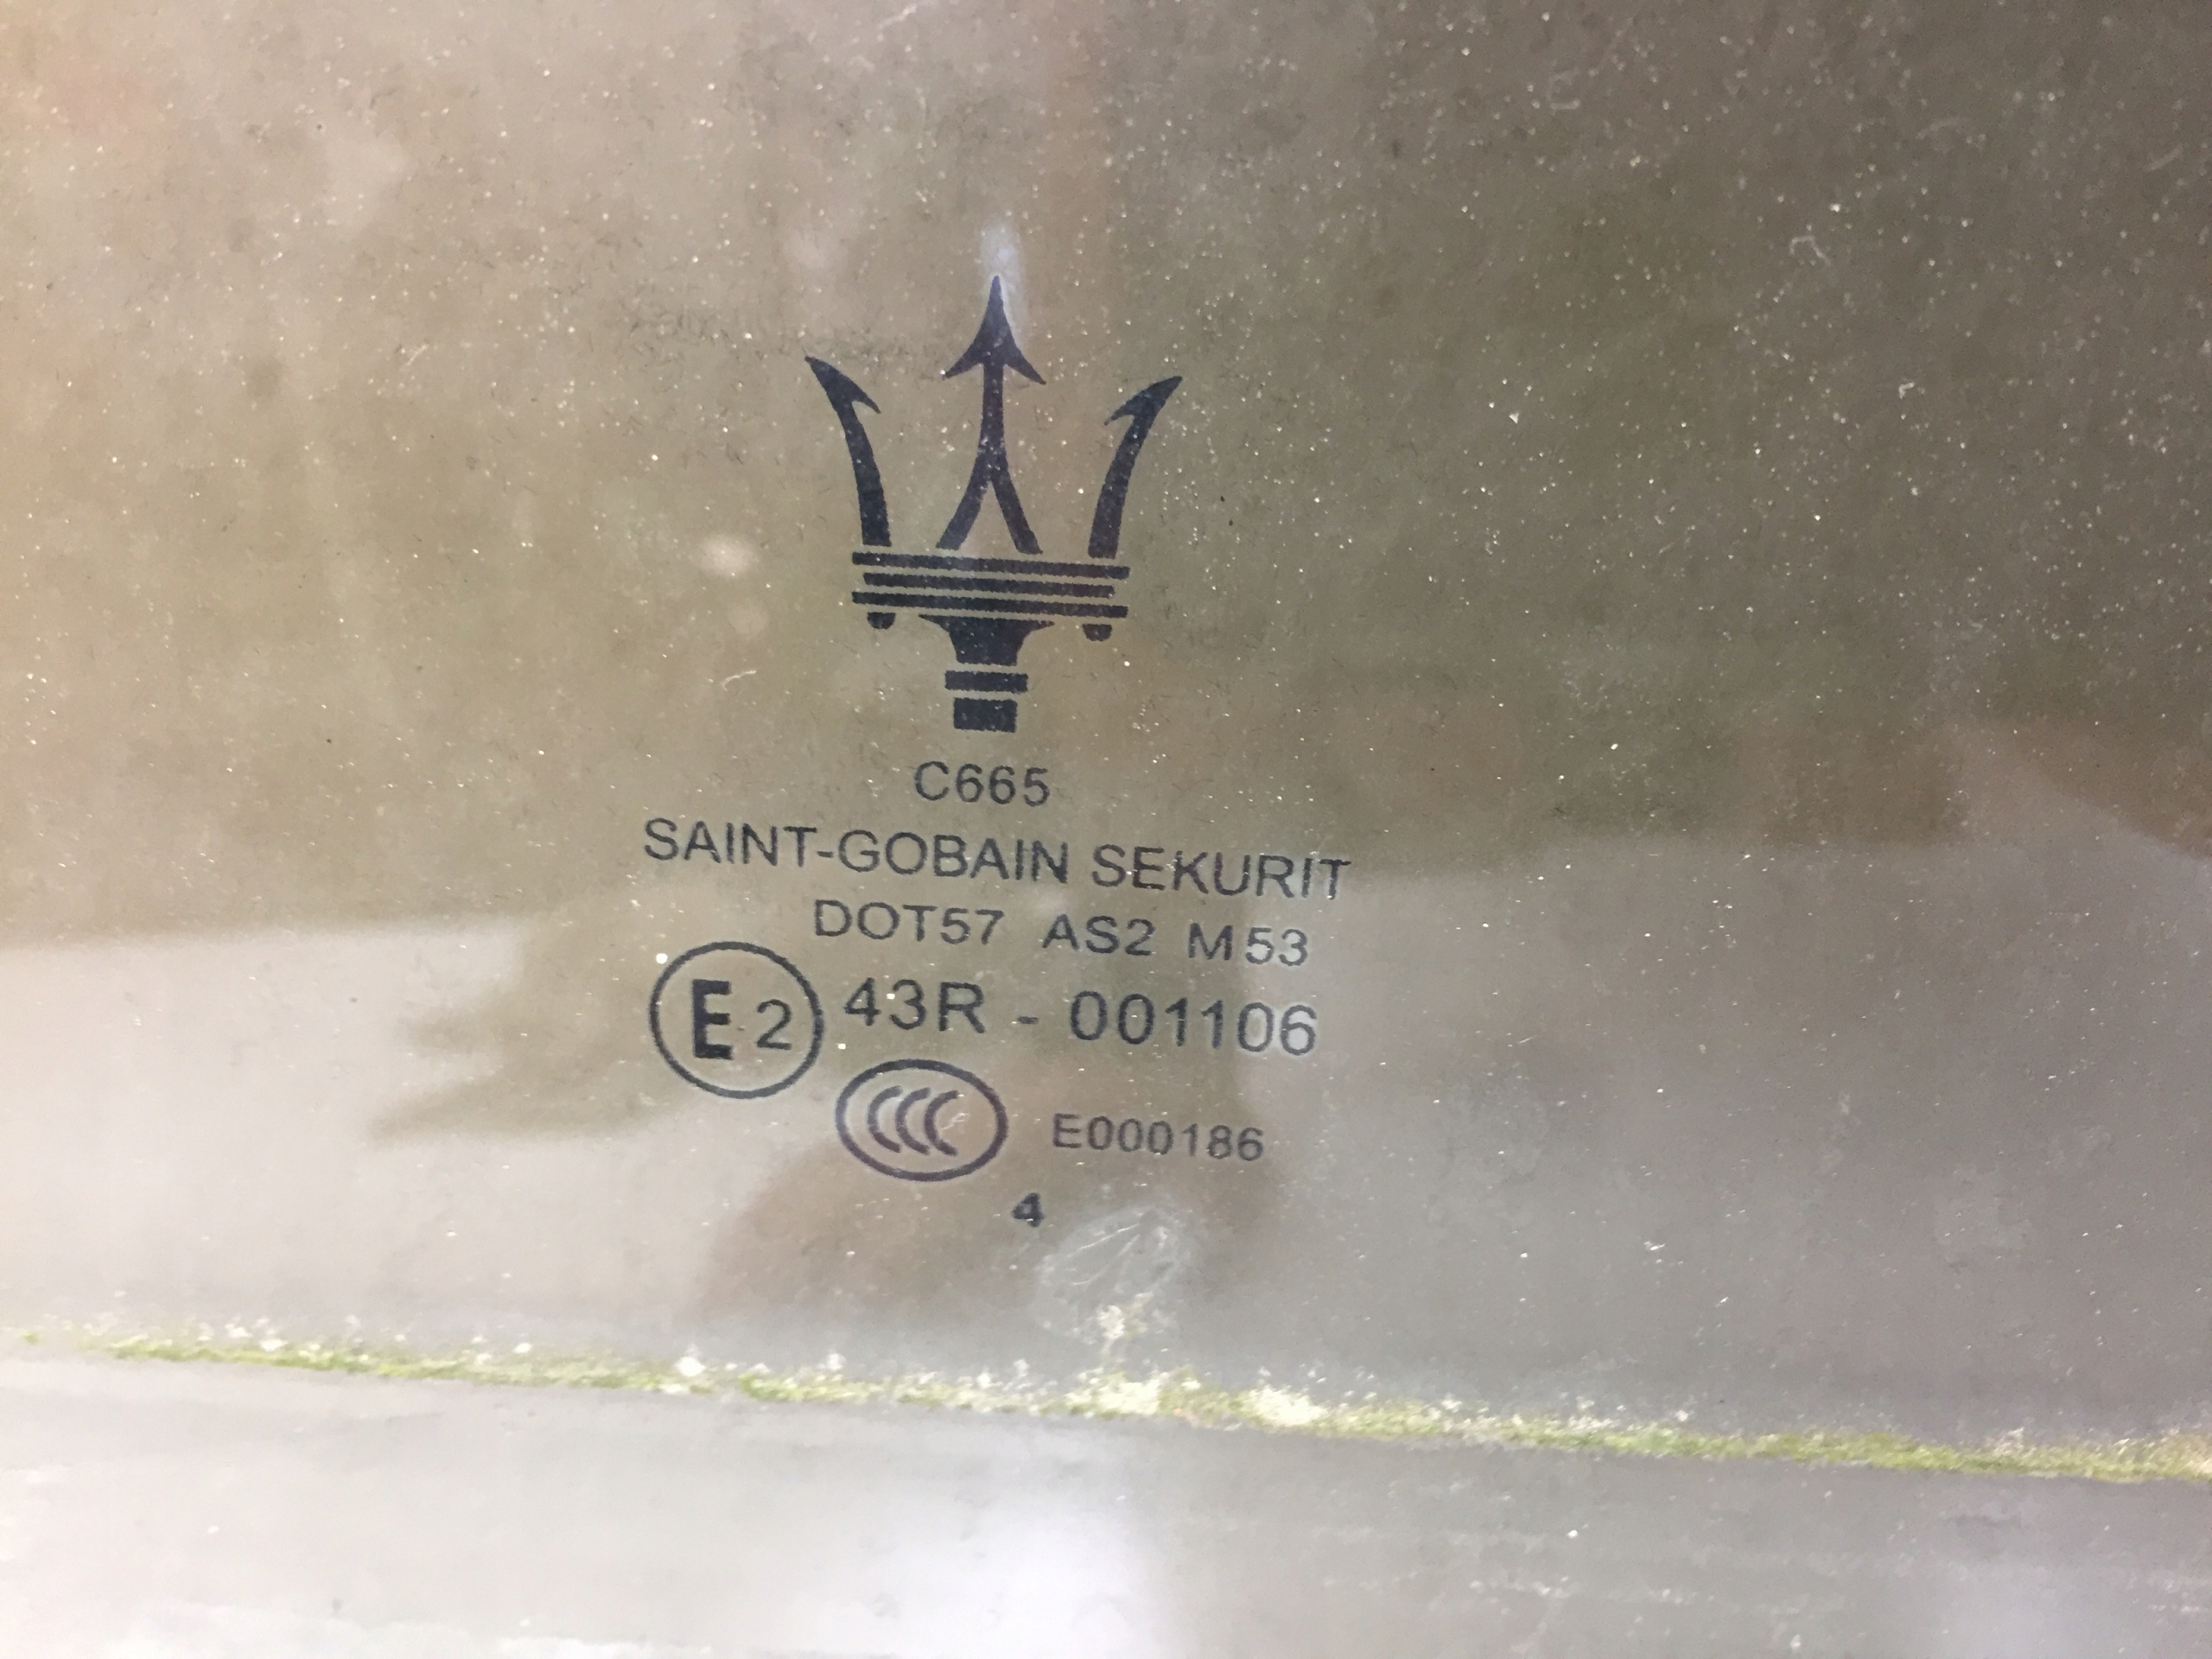 C665
SAINT-GOBAIN SEKURIT
DOT57 AS2 M53
E2 43R - 001106
CCC E000186
4